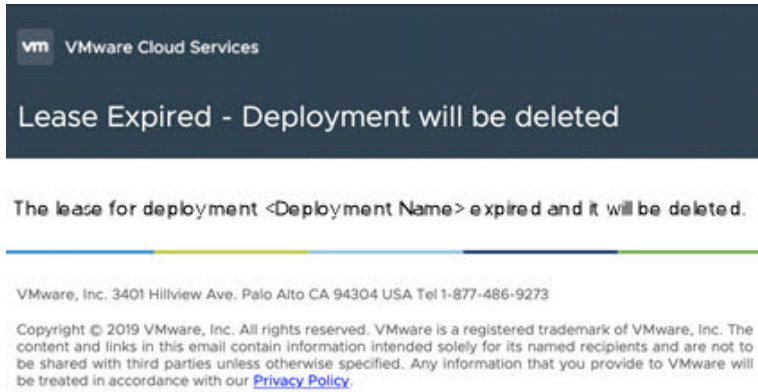 vm VMware Cloud Services
Lease Expired - Deployment will be deleted
The lease for deployment <Deployment Name> expired and it will be deleted.
VMware, Inc. 3401 Hillview Ave. Palo Alto CA 94304 USA Tel 1-877-486-9273
Copyright © 2019 VMware, Inc. All rights reserved. VMware is a registered trademark of VMware, Inc. The
content and links in this email contain information intended solely for its named recipients and are not to
be shared with third parties unless otherwise specified. Any information that you provide to VMware will
be treated in accordance with our Privacy Policy.